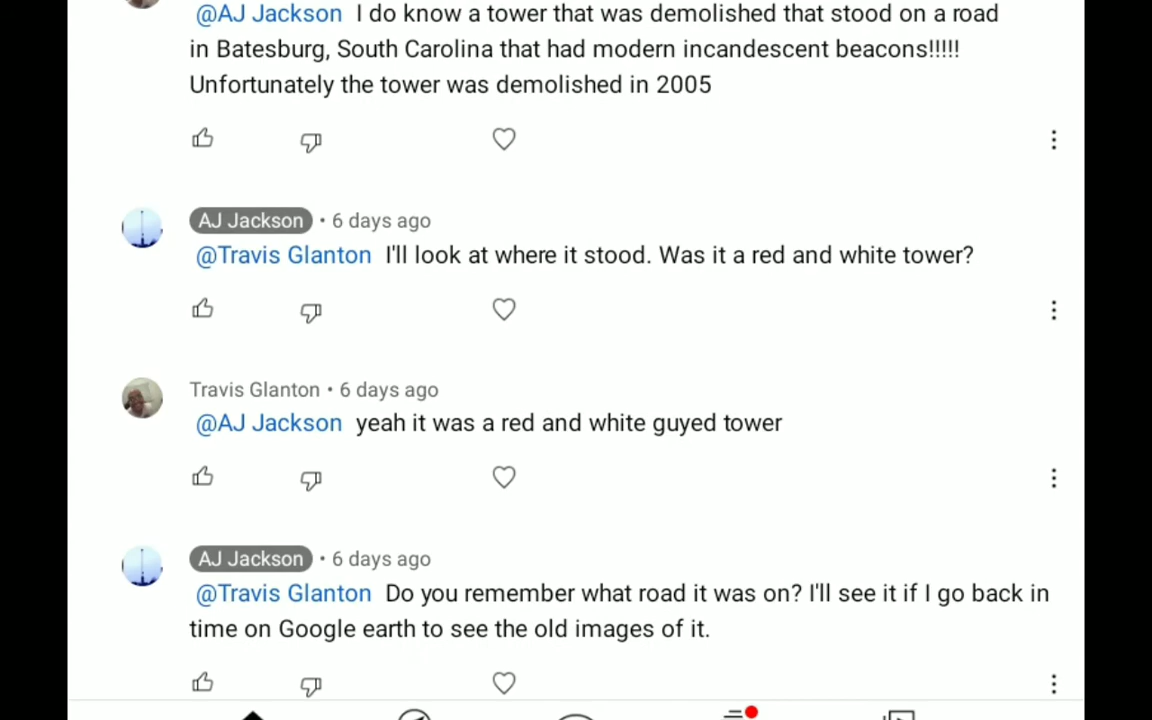 @AJ Jackson I do know a tower that was demolished that stood on a road
in Batesburg, South Carolina that had modern incandescent beacons!!!!!
Unfortunately the tower was demolished in 2005
AJ Jackson • 6 days ago
@Travis Glanton I'll look at where it stood. Was it a red and white tower?
Travis Glanton • 6 days ago
@AJ Jackson yeah it was a red and white guyed tower
AJ Jackson • 6 days ago
@Travis Glanton Do you remember what road it was on? I'll see it if I go back in
time on Google earth to see the old images of it.